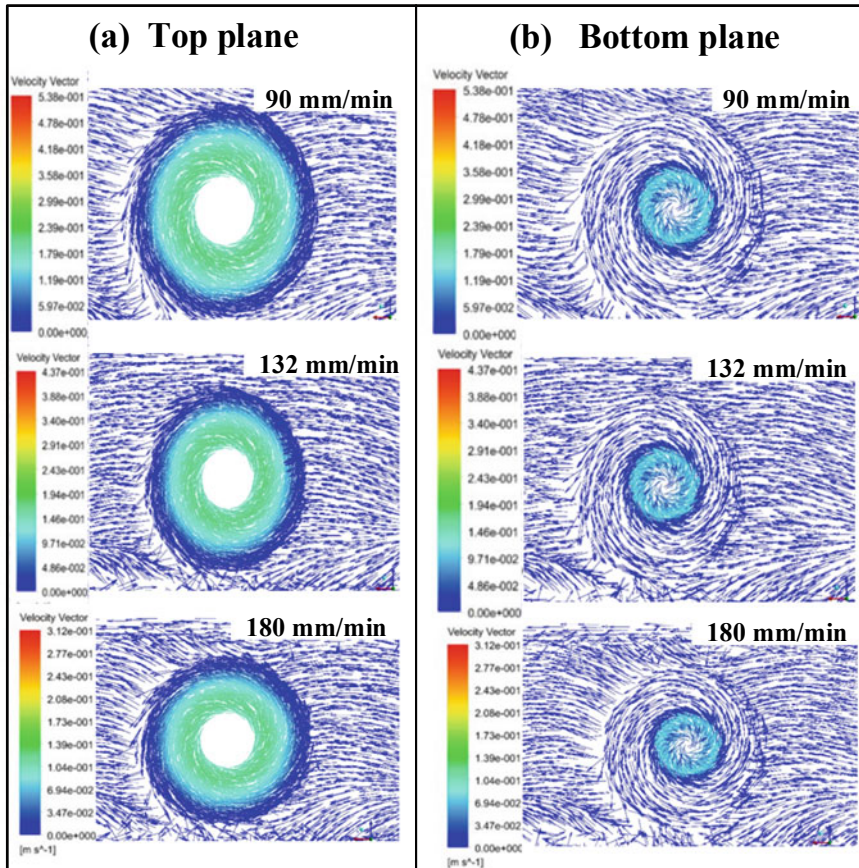 (a) Top plane
Velocity Vector
90 mm/min
5.38e-001
4.78e-001
4.18e-001
3.59e-001
2.99e-001
2.39e-001
1.79e-001
1.19e-001
5.97e-002
0.00e+000
Velocity Vector
132 mm/min
4.37e-001
3.88e-001
3.40e-001
2.91e-001
2.43e-001
1.94e-001
1.46e-001
9.71e-002
4.86e-002
0.00e+000
Velocity Vector
180 mm/min
3.12e-001
2.77e-001
2.43e-001
2.08e-001
1.73e-001
1.39e-001
1.04e-001
6.94e-002
3.47e-002
0.00e+000
[m s^-1]
(b) Bottom plane
Velocity Vector
90 mm/min
5.38e-001
4.78e-001
4.18e-001
3.59e-001
2.99e-001
2.39e-001
1.79e-001
1.19e-001
5.97e-002
0.00e+000
Velocity Vector
132 mm/min
4.37e-001
3.88e-001
3.40e-001
2.91e-001
2.43e-001
1.94e-001
1.46e-001
9.71e-002
4.86e-002
0.00e+000
Velocity Vector
180 mm/min
3.12e-001
2.77e-001
2.43e-001
2.08e-001
1.73e-001
1.39e-001
1.04e-001
6.94e-002
3.47e-002
0.00e+000
[m s^-1]